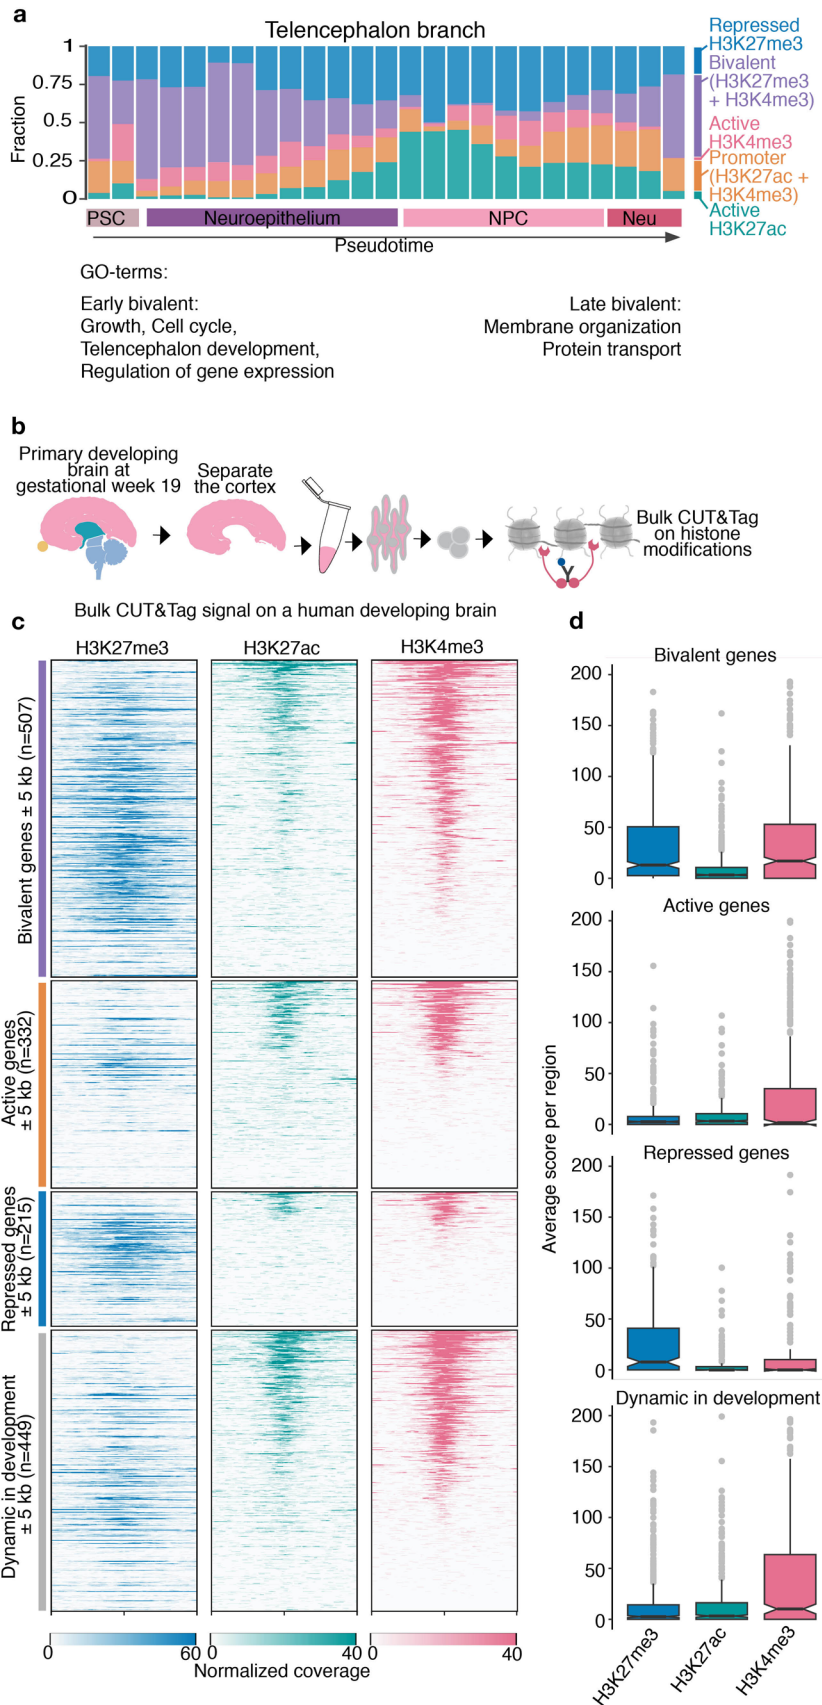 a
Telencephalon branch
1
0.75
0.5
0.25
0
Fraction
Repressed
H3K27me3
Bivalent
(H3K27me3
+ H3K4me3)
Active
H3K4me3
Promoter
(H3K27ac +
H3K4me3)
Active
H3K27ac
PSC
Neuroepithelium
NPC
Neu
Pseudotime
GO-terms:
Early bivalent:
Growth, Cell cycle,
Telencephalon development,
Regulation of gene expression
Late bivalent:
Membrane organization
Protein transport
b
Primary developing
brain at
gestational week 19
Separate
the cortex
Bulk CUT&Tag
on histone
modifications
c
Bulk CUT&Tag signal on a human developing brain
H3K27me3
H3K27ac
H3K4me3
Bivalent genes ± 5 kb (n=507)
Active genes
± 5 kb (n=332)
Repressed genes
± 5 kb (n=215)
Dynamic in development
± 5 kb (n=449)
0
60
0
40
0
40
Normalized coverage
d
Average score per region
Bivalent genes
200
150
100
50
0
Active genes
200
150
100
50
0
Repressed genes
200
150
100
50
0
Dynamic in development
200
150
100
50
0
H3K27me3
H3K27ac
H3K4me3